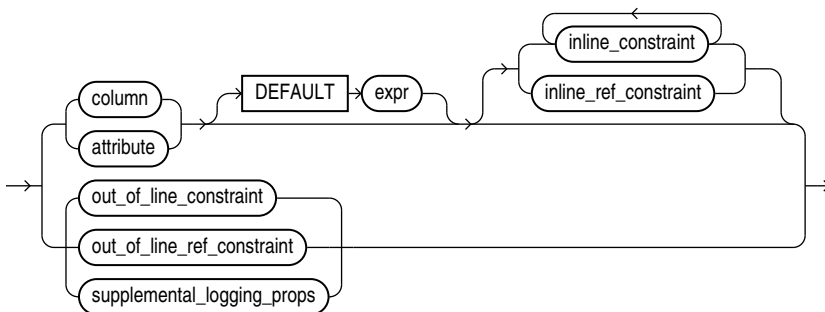 inline_constraint
column
DEFAULT
expr
inline_ref_constraint
attribute
out_of_line_constraint
out_of_line_ref_constraint
supplemental_logging_props